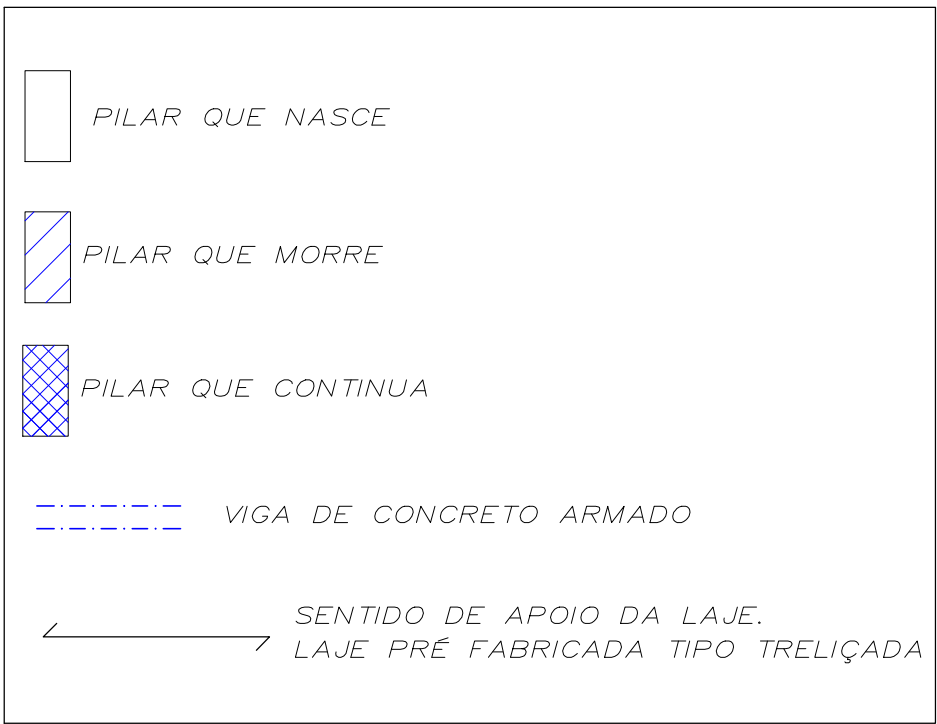 PILAR QUE NASCE
PILAR QUE MORRE
PILAR QUE CONTINUA
VIGA DE CONCRETO ARMADO
SENTIDO DE APOIO DA LAJE.
LAJE PRÉ FABRICADA TIPO TRELIÇADA